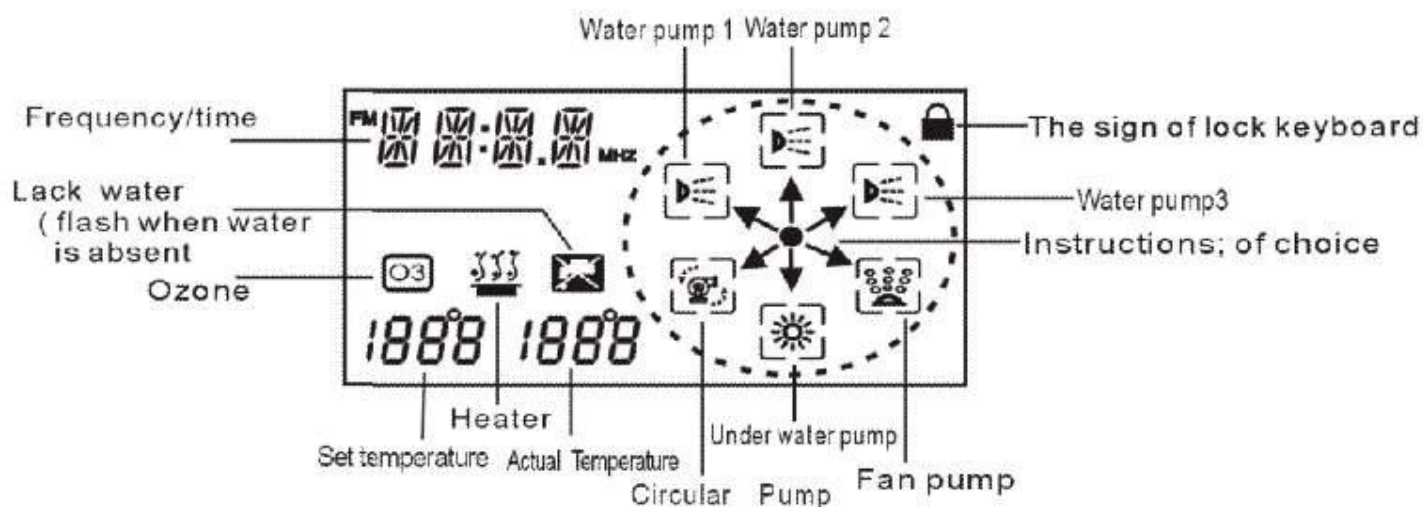 Water pump 1 Water pump 2
Frequency/time
FM
MHZ
The sign of lock keyboard
Lack water
( flash when water
is absent
Water pump3
Instructions; of choice
O3
Ozone
1888° 1888°
Heater
Set temperature Actual Temperature
Under water pump
Circular Pump
Fan pump